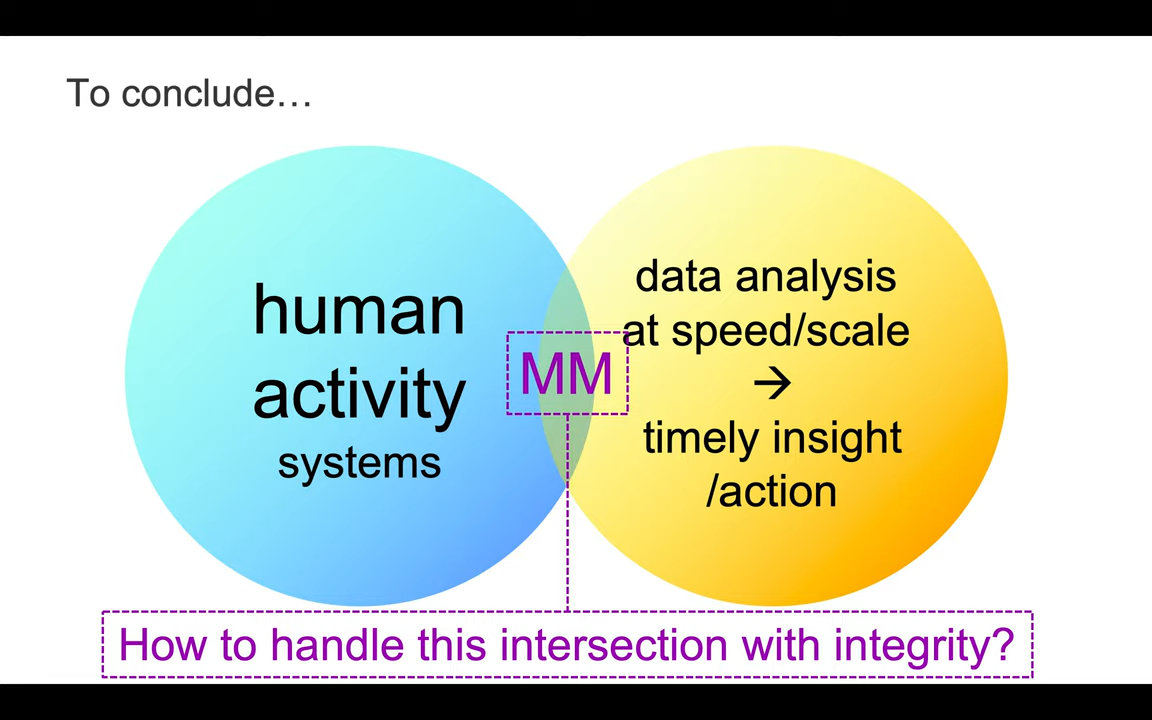 To conclude…
human
activity
systems
MM
data analysis
at speed/scale
→
timely insight
/action
How to handle this intersection with integrity?